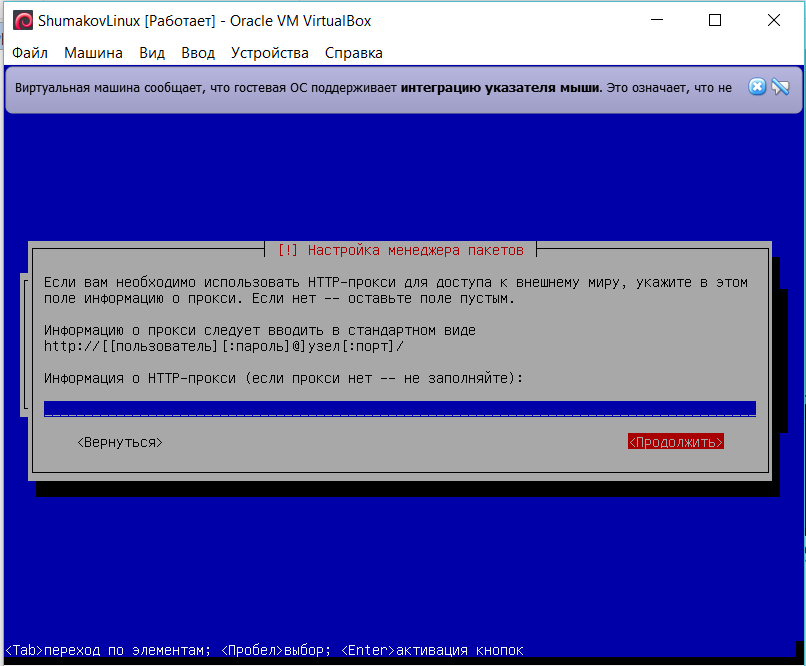 ShumakovLinux [Работает] - Oracle VM VirtualBox
Файл Машина Вид Ввод Устройства Справка
Виртуальная машина сообщает, что гостевая ОС поддерживает интеграцию указателя мыши. Это означает, что не
[!] Настройка менеджера пакетов
Если вам необходимо использовать HTTP-прокси для доступа к внешнему миру, укажите в этом
поле информацию о прокси. Если нет -- оставьте поле пустым.
Информацию о прокси следует вводить в стандартном виде
http://[[пользователь][:пароль]@]узел[:порт]/
Информация о HTTP-прокси (если прокси нет -- не заполняйте):
<Вернуться> <Продолжить>
<Tab>переход по элементам; <Пробел>выбор; <Enter>активация кнопок